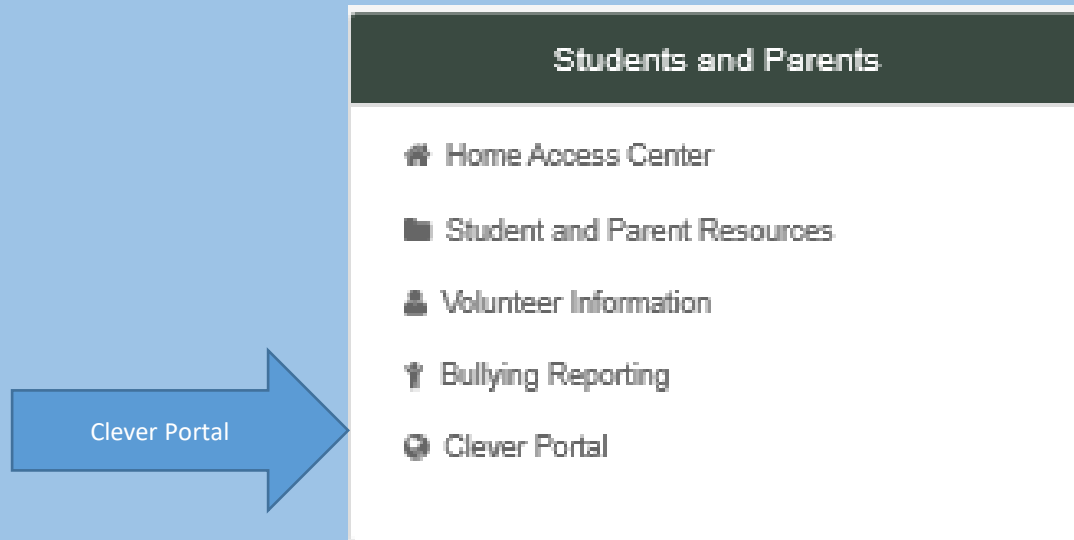 Students and Parents
Home Access Center
Student and Parent Resources
Volunteer Information
Bullying Reporting
Clever Portal
Clever Portal